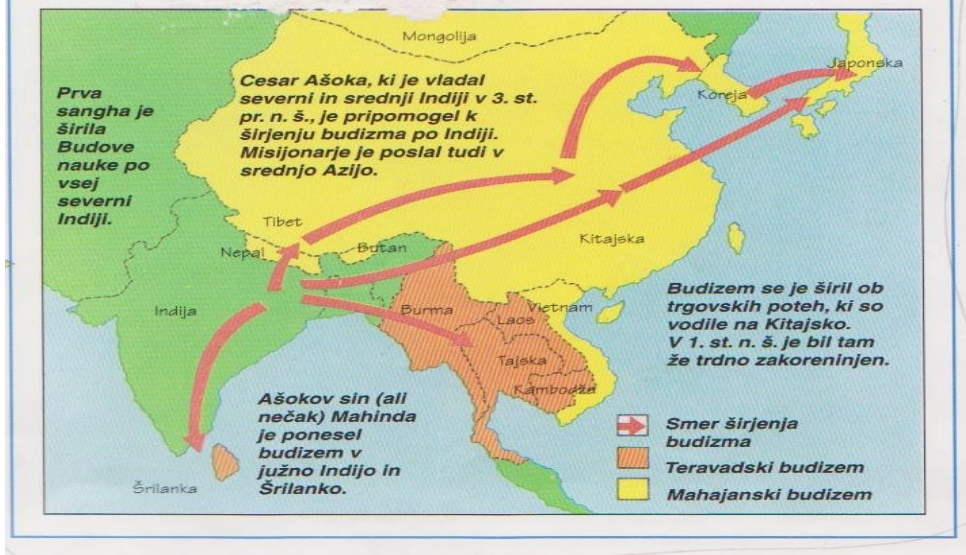 Mongolija
Japonska
Prva
sangha je
širila
Budove
nauke po
vsej
severni
Indiji.
Cesar Ašoka, ki je vladal
severni in srednji Indiji v 3. st.
pr. n. š., je pripomogel k
širjenju budizma po Indiji.
Misijonarje je poslal tudi v
srednjo Azijo.
Koreja
Tibet
Nepal
Butan
Kitajska
Indija
Burma
Laos
Vietnam
Tajska
Kambodža
Budizem se je širil ob
trgovskih poteh, ki so
vodile na Kitajsko.
V 1. st. n. š. je bil tam
že trdno zakoreninjen.
Ašokov sin (ali
nečak) Mahinda
je ponesel
budizem v
južno Indijo in
Šrilanko.
Šrilanka
Smer širjenja
budizma
Teravadski budizem
Mahajanski budizem